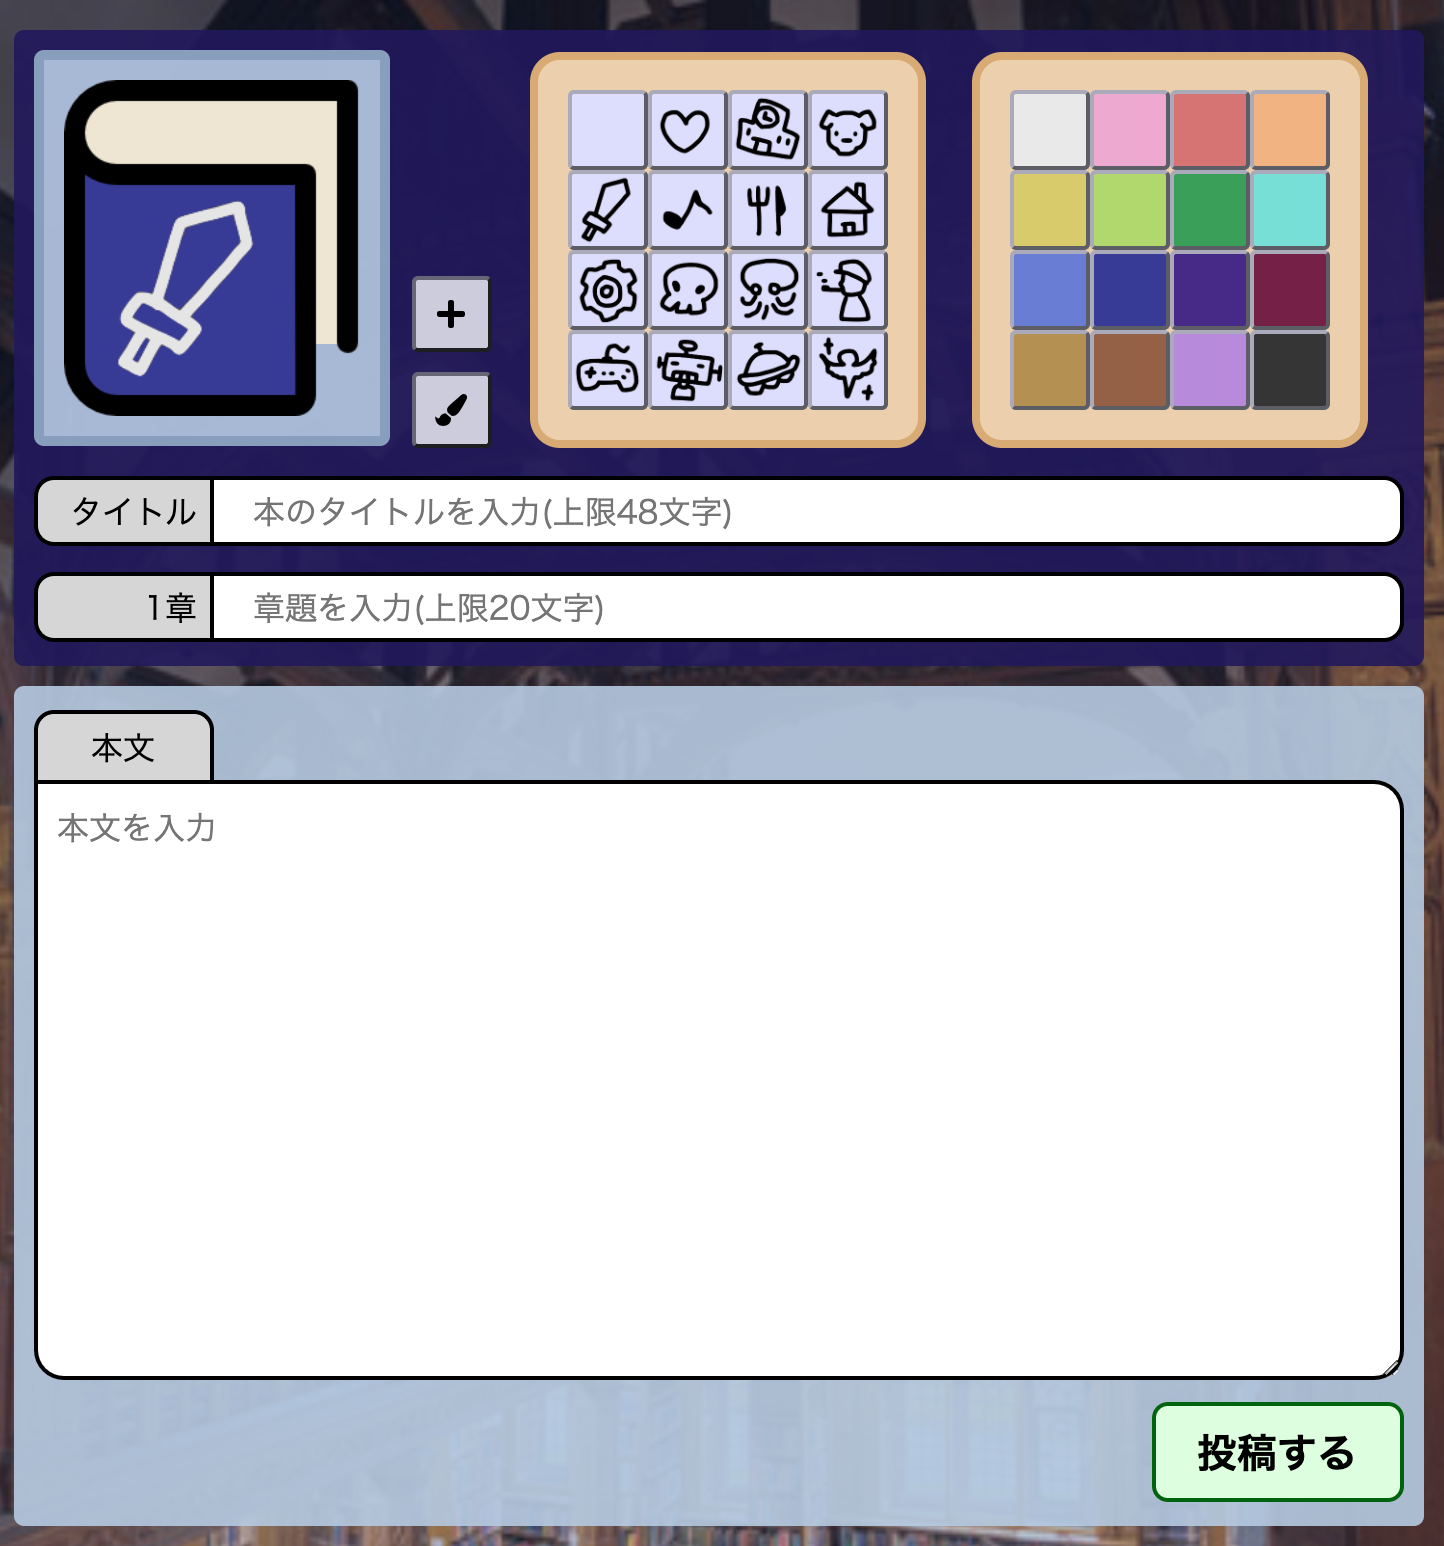 タイトル
本のタイトルを入力(上限48文字)
1章
章題を入力(上限20文字)
本文
本文を入力
投稿する